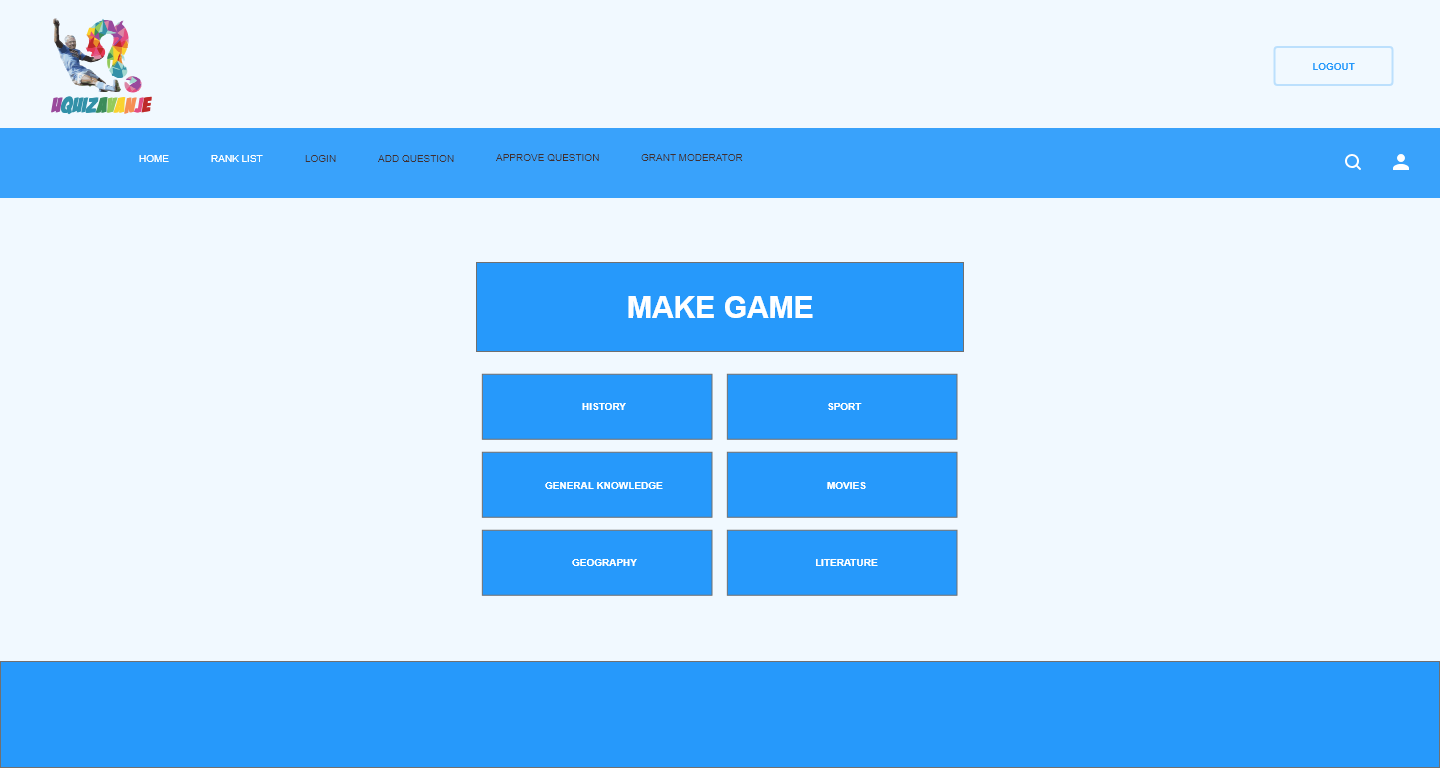 UQUIZAVANJE
LOGOUT
HOME RANK LIST LOGIN ADD QUESTION APPROVE QUESTION GRANT MODERATOR
MAKE GAME
HISTORY SPORT
GENERAL KNOWLEDGE MOVIES
GEOGRAPHY LITERATURE